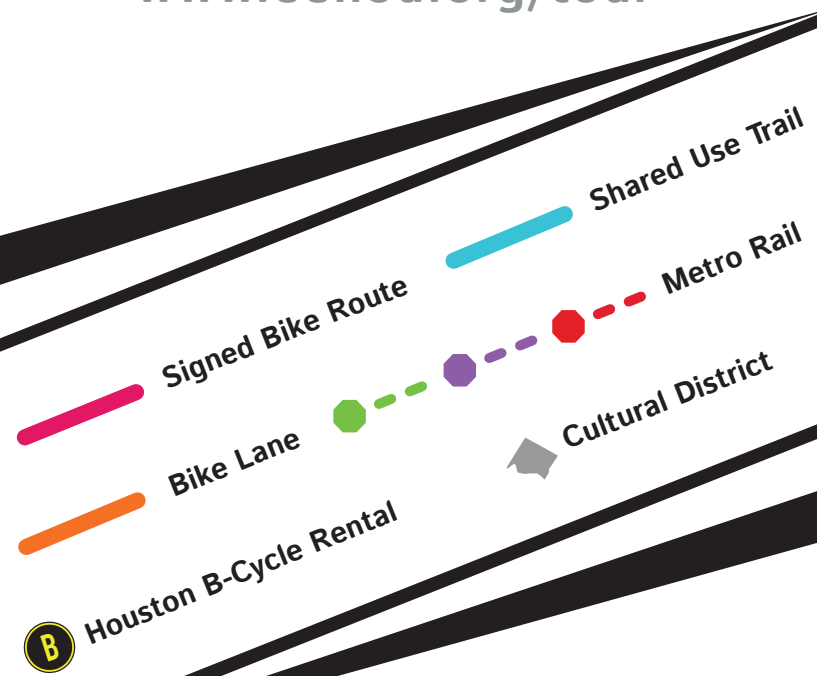 Signed Bike Route
Shared Use Trail
Bike Lane
Metro Rail
B Houston B-Cycle Rental
Cultural District